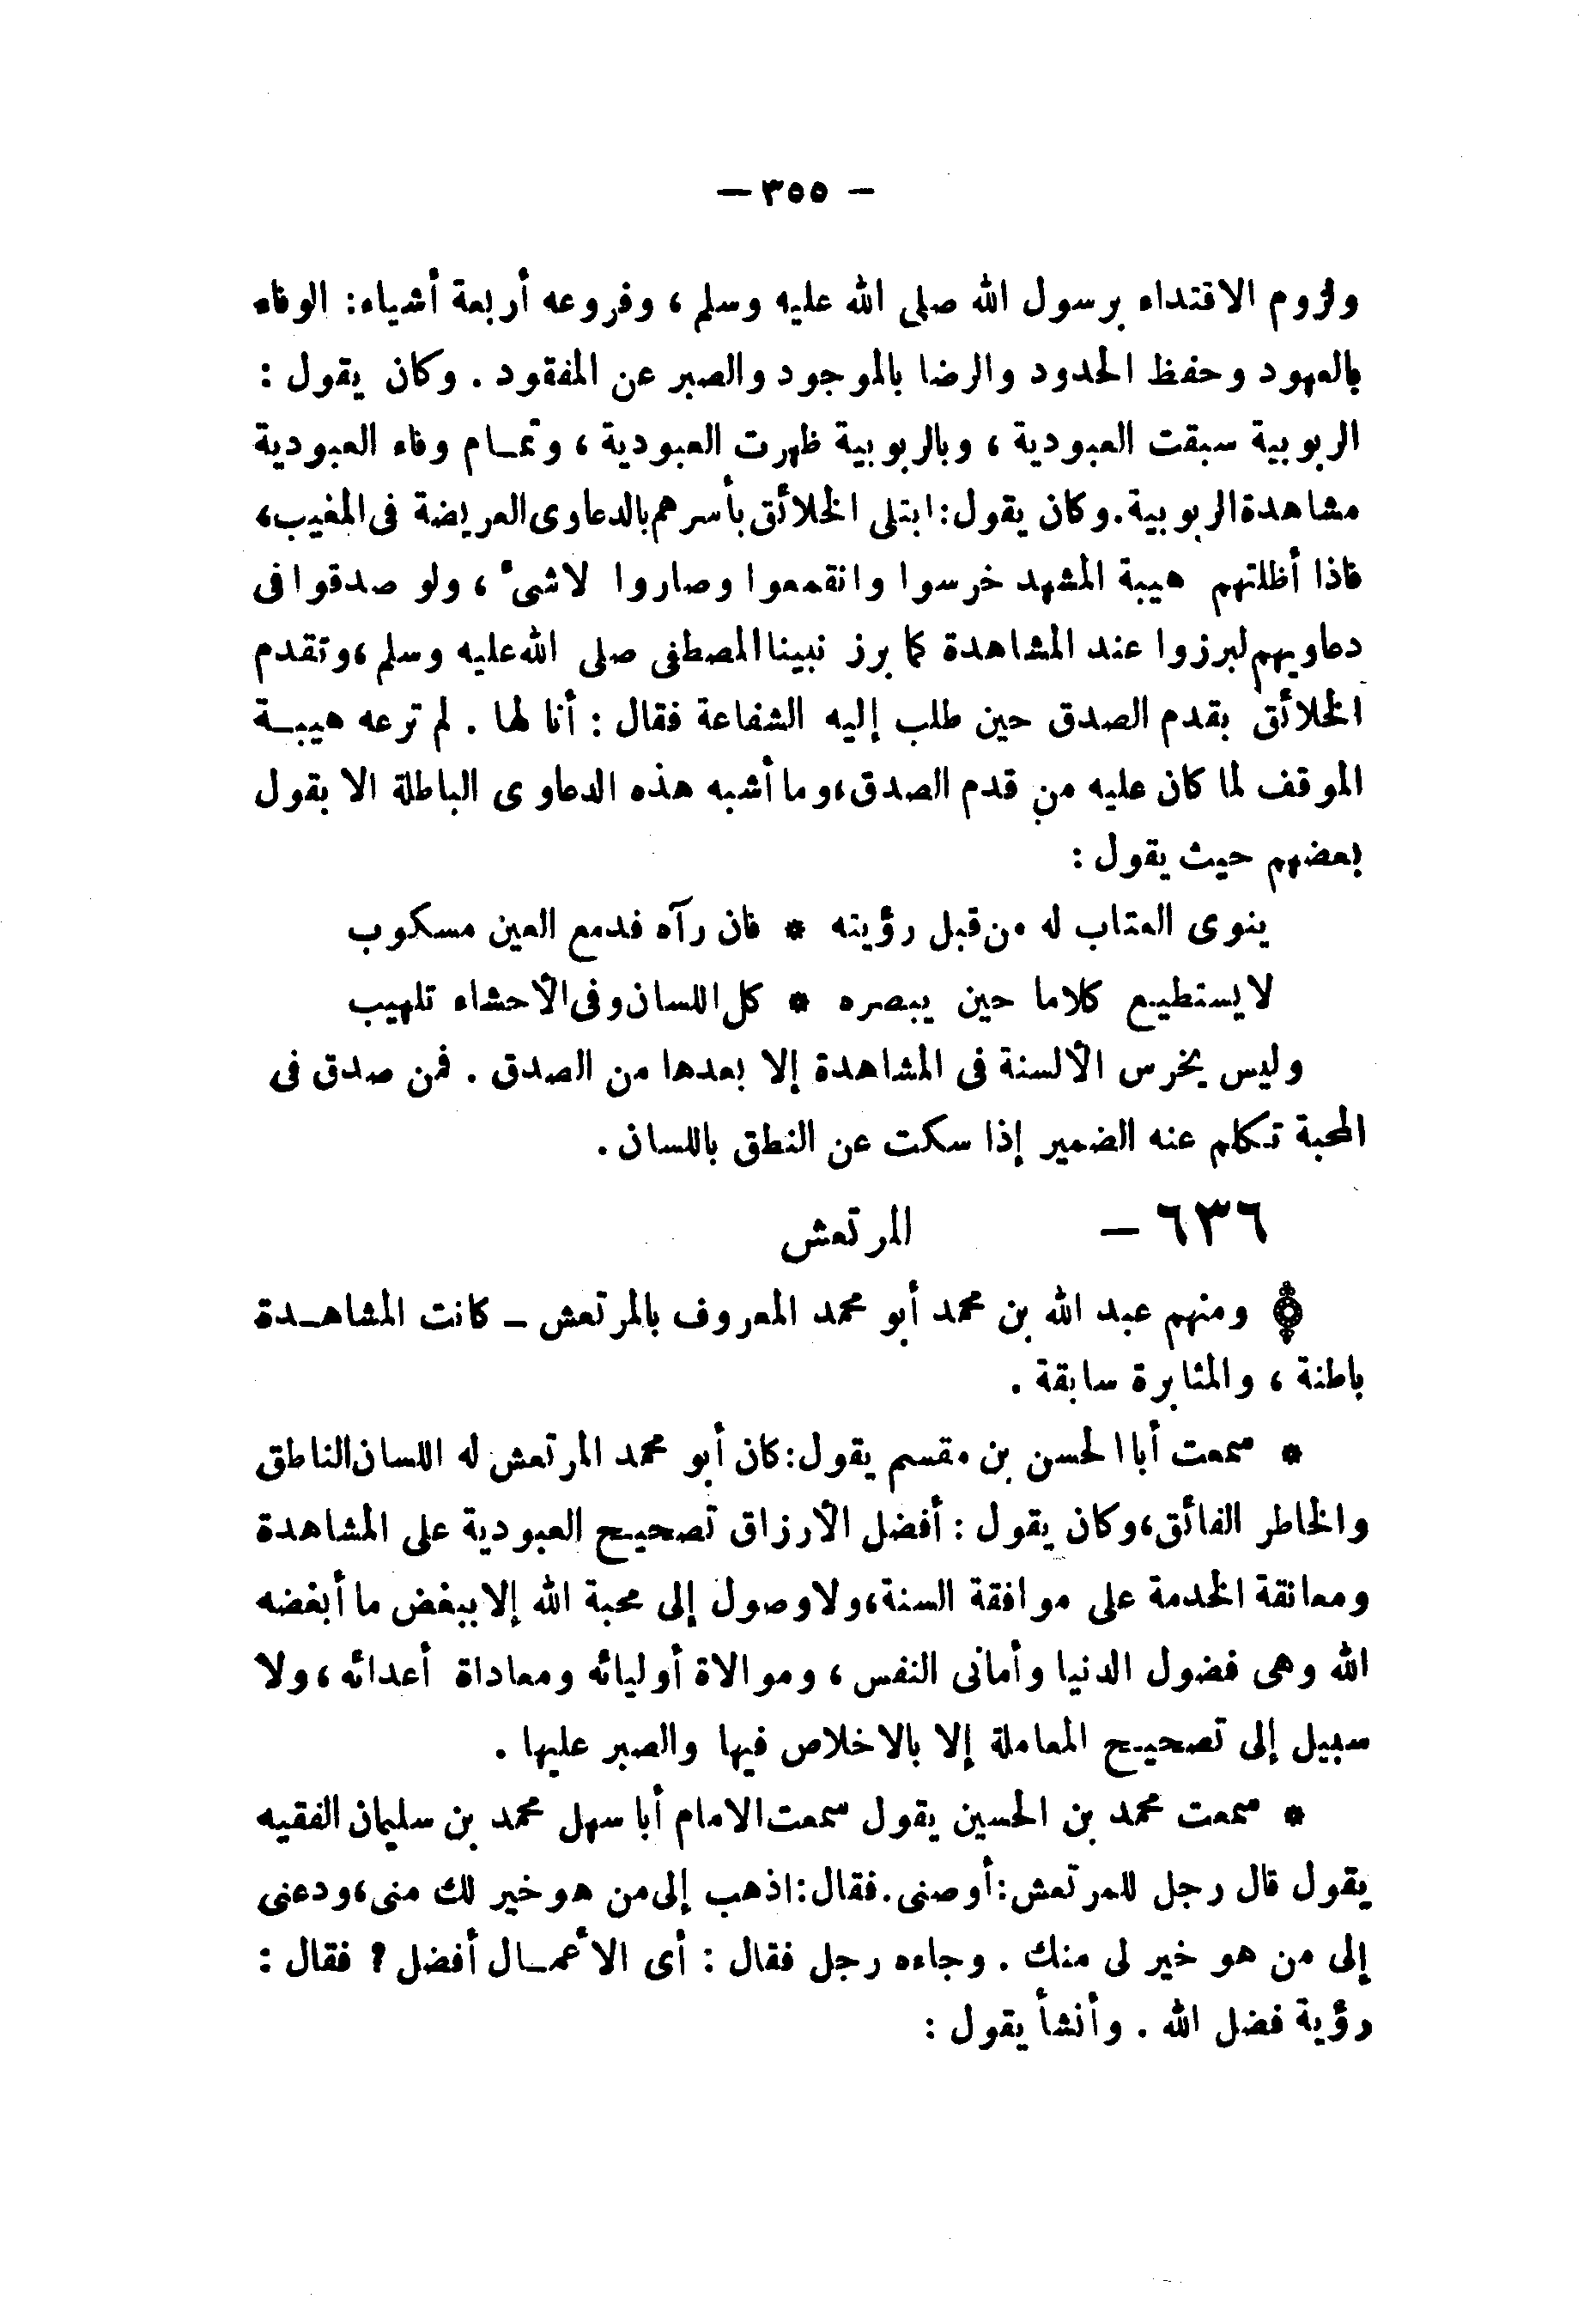 — ٣٥٥ —
ولزوم الاقتداء برسول الله صلى الله عليه وسلم ، وفروعه أربعة أشياء: الوفاء
بالعهود وحفظ الحدود والرضا بالموجود والصبر عن المفقود . وكان يقول :
الربوبية سبقت العبودية ، وبالربوبية ظهرت العبودية ، وتمام وفاء العبودية
مشاهدة الربوبية. وكان يقول: ابتلى الخلائق بأسرهم بالدعاوى العريضة فى المغيب،
فاذا أظلتهم هيبة المشهد خرسوا وانقمعوا وصاروا لاشىء ، ولو صدقوا فى
دعاويهم لبرزوا عند المشاهدة كما برز نبينا المصطفى صلى الله عليه وسلم ، وتقدم
الخلائق بقدم الصدق حين طلب إليه الشفاعة فقال : أنا لها . لم ترعه هيبة
الموقف لما كان عليه من قدم الصدق، وما أشبه هذه الدعاوى الباطلة الا بقول
بعضهم حيث يقول :
ينوى العتاب له من قبل رؤيته * فان رآه فدمع العين مسكوب
لا يستطيع كلاما حين يبصره * كل اللسان وفى الأحشاء تلهيب
وليس يخرس الألسنة فى المشاهدة إلا بعدها من الصدق . فمن صدق فى
المحبة تكلم عنه الضمير إذا سكت عن النطق باللسان .
٦٣٦ — المرتعش
ومنهم عبد الله بن محمد أبو محمد المعروف بالمرتعش – كانت المشاهدة
باطنة ، والمثابرة سابقة .
* سمعت أبا الحسن بن مقسم يقول: كان أبو محمد المرتعش له اللسان الناطق
والخاطر الفائق، وكان يقول : أفضل الأرزاق تصحيح العبودية على المشاهدة
ومعانقة الخدمة على موافقة السنة، ولا وصول إلى محبة الله إلا ببغض ما أبغضه
الله وهى فضول الدنيا وأمانى النفس ، وموالاة أوليائه ومعاداة أعدائه ، ولا
سبيل إلى تصحيح المعاملة إلا بالاخلاص فيها والصبر عليها .
* سمعت محمد بن الحسين يقول سمعت الامام أبا سهل محمد بن سليمان الفقيه
يقول قال رجل للمرتعش: أوصنى. فقال: اذهب إلى من هو خير لك منى، ودعنى
إلى من هو خير لى منك . وجاءه رجل فقال : أى الأعمال أفضل ؟ فقال :
رؤية فضل الله . وأنشأ يقول :